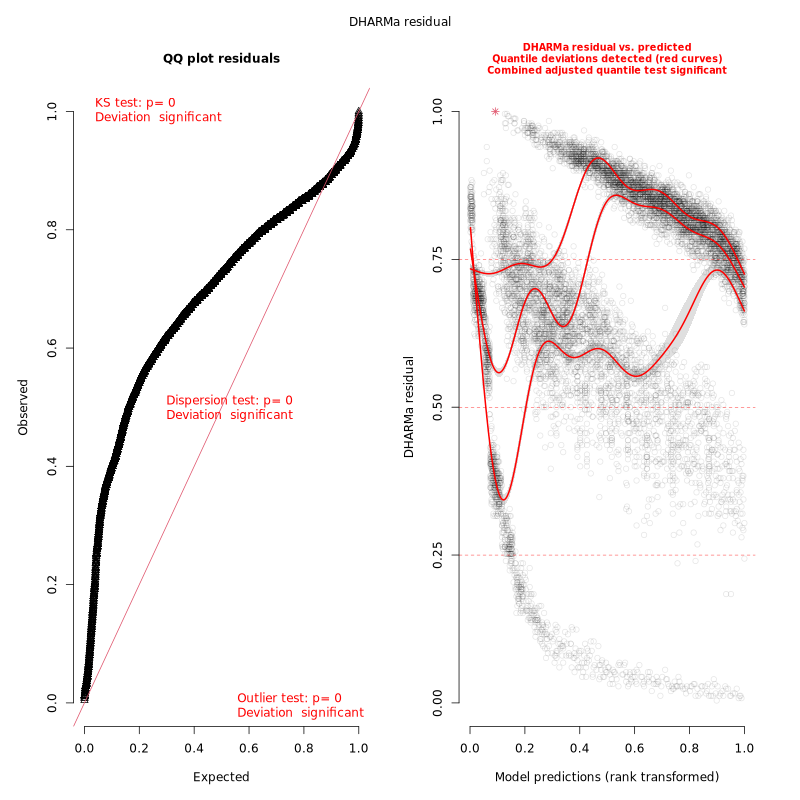 DHARMa residual
QQ plot residuals
KS test: p= 0
Deviation  significant
Dispersion test: p= 0
Deviation  significant
Outlier test: p= 0
Deviation  significant
1.0
0.8
0.6
0.4
0.2
0.0
Observed
0.0 0.2 0.4 0.6 0.8 1.0
Expected
DHARMa residual vs. predicted
Quantile deviations detected (red curves)
Combined adjusted quantile test significant
1.00
0.75
0.50
0.25
0.00
DHARMa residual
0.0 0.2 0.4 0.6 0.8 1.0
Model predictions (rank transformed)